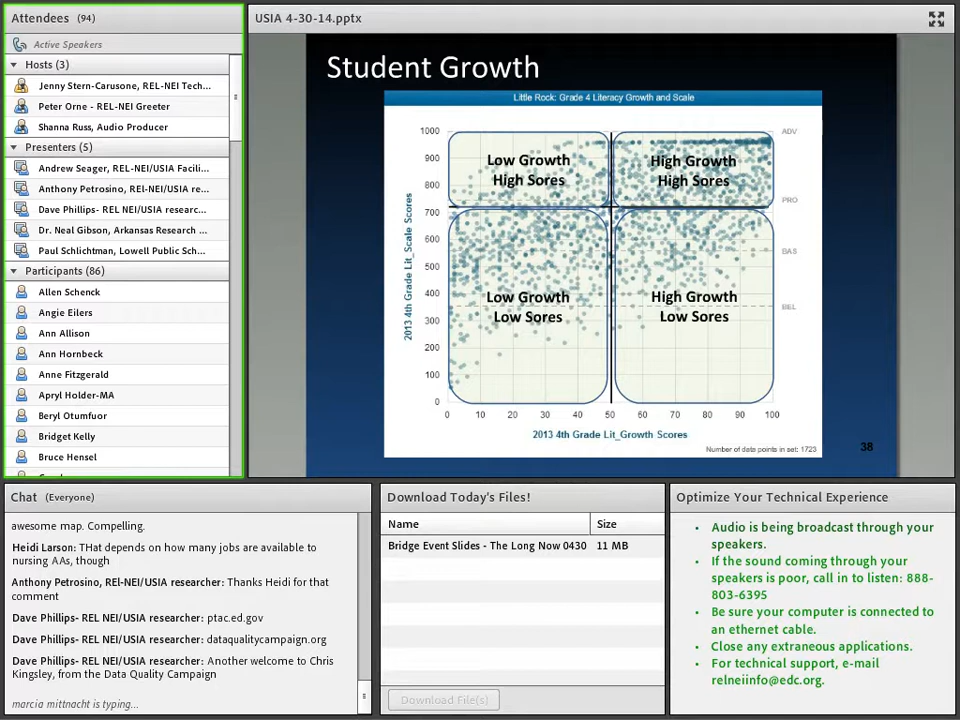 Attendees (94)
Active Speakers
Hosts (3)
Jenny Stern-Carusone, REL-NEI Tech...
Peter Orne - REL-NEI Greeter
Shanna Russ, Audio Producer
Presenters (5)
Andrew Seager, REL-NEI/USIA Facili...
Anthony Petrosino, REl-NEI/USIA re...
Dave Phillips- REL NEI/USIA researc...
Dr. Neal Gibson, Arkansas Research ...
Paul Schlichtman, Lowell Public Sch...
Participants (86)
Allen Schenck
Angie Eilers
Ann Allison
Ann Hornbeck
Anne Fitzgerald
Apryl Holder-MA
Beryl Otumfuor
Bridget Kelly
Bruce Hensel
USIA 4-30-14.pptx
Student Growth
Little Rock: Grade 4 Literacy Growth and Scale
1000
900
800
700
600
500
400
300
200
100
0
2013 4th Grade Lit_Scale Scores
Low Growth
High Sores
High Growth
High Sores
Low Growth
Low Sores
High Growth
Low Sores
ADV
PRO
BAS
BEL
0 10 20 30 40 50 60 70 80 90 100
2013 4th Grade Lit_Growth Scores
Number of data points in set: 1723
38
Chat (Everyone)
awesome map. Compelling.
Heidi Larson: THat depends on how many jobs are available to
nursing AAs, though
Anthony Petrosino, REl-NEI/USIA researcher: Thanks Heidi for that
comment
Dave Phillips- REL NEI/USIA researcher: ptac.ed.gov
Dave Phillips- REL NEI/USIA researcher: dataqualitycampaign.org
Dave Phillips- REL NEI/USIA researcher: Another welcome to Chris
Kingsley, from the Data Quality Campaign
marcia mittnacht is typing...
Download Today's Files!
Name Size
Bridge Event Slides - The Long Now 0430 11 MB
Download File(s)
Optimize Your Technical Experience
• Audio is being broadcast through your
speakers.
• If the sound coming through your
speakers is poor, call in to listen: 888-
803-6395
• Be sure your computer is connected to
an ethernet cable.
• Close any extraneous applications.
• For technical support, e-mail
relneiinfo@edc.org.